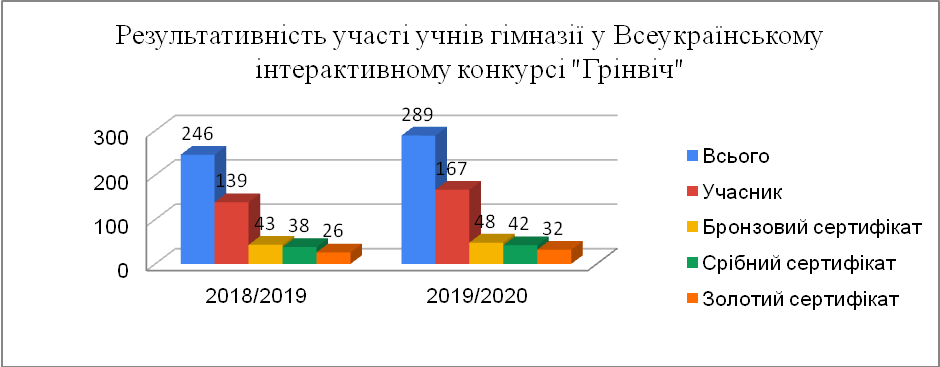 Результативність участі учнів гімназії у Всеукраїнському
інтерактивному конкурсі "Грінвіч"
300
200
100
0
246
139
43
38
26
289
167
48
42
32
2018/2019
2019/2020
Всього
Учасник
Бронзовий сертифікат
Срібний сертифікат
Золотий сертифікат